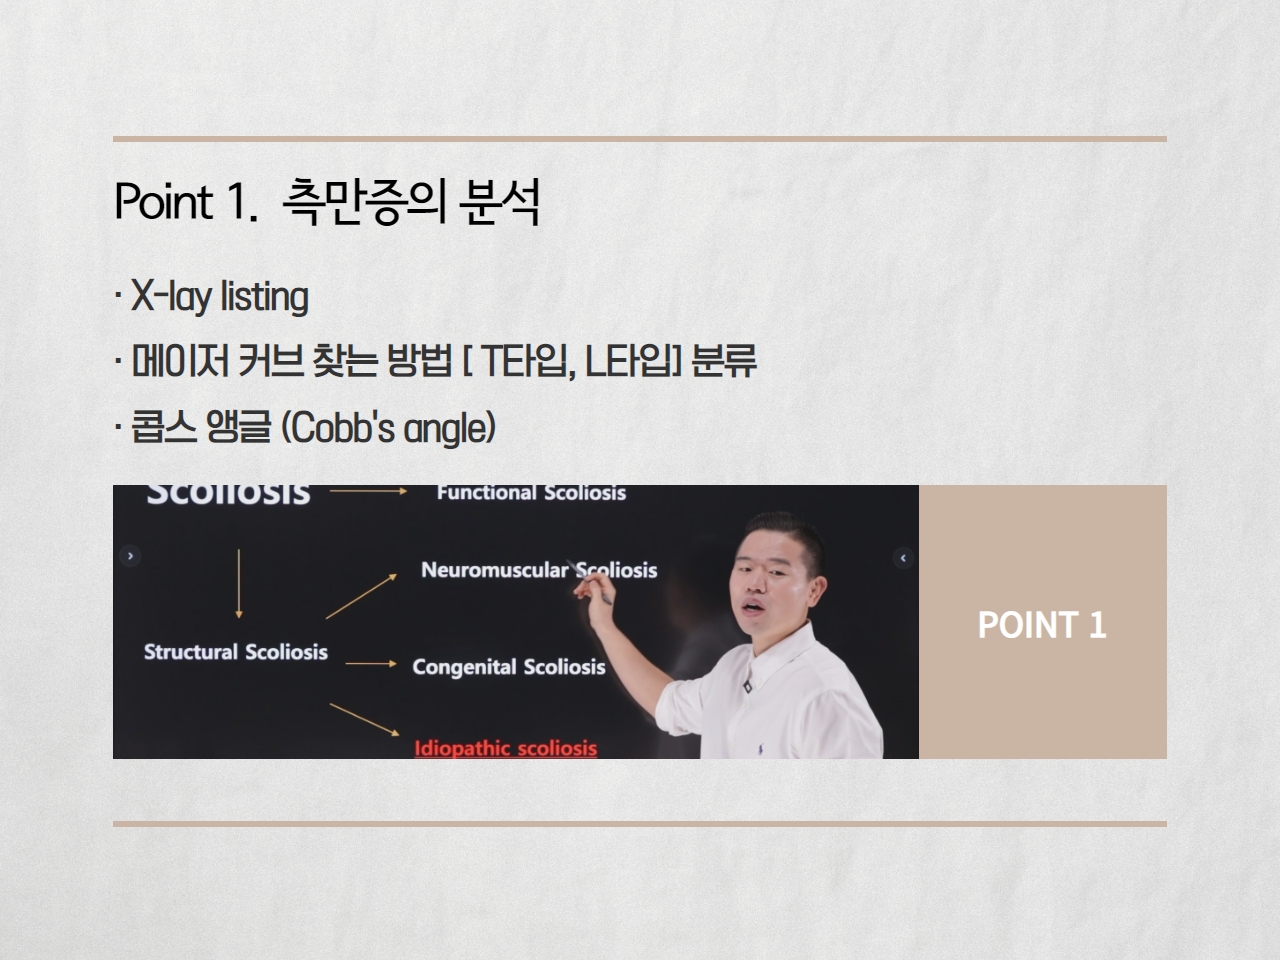 Point 1. 측만증의 분석
· X-lay listing
· 메이저 커브 찾는 방법 [ T타입, L타입] 분류
· 콥스 앵글 (Cobb's angle)
Scoliosis Functional Scoliosis
Neuromuscular Scoliosis
Structural Scoliosis
Congenital Scoliosis
Idiopathic scoliosis
POINT 1